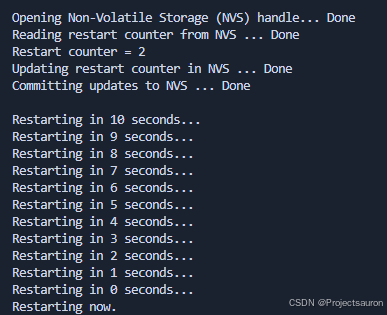 Opening Non-Volatile Storage (NVS) handle... Done
Reading restart counter from NVS ... Done
Restart counter = 2
Updating restart counter in NVS ... Done
Committing updates to NVS ... Done
Restarting in 10 seconds...
Restarting in 9 seconds...
Restarting in 8 seconds...
Restarting in 7 seconds...
Restarting in 6 seconds...
Restarting in 5 seconds...
Restarting in 4 seconds...
Restarting in 3 seconds...
Restarting in 2 seconds...
Restarting in 1 seconds...
Restarting in 0 seconds...
Restarting now.
CSDN @Projectsauron